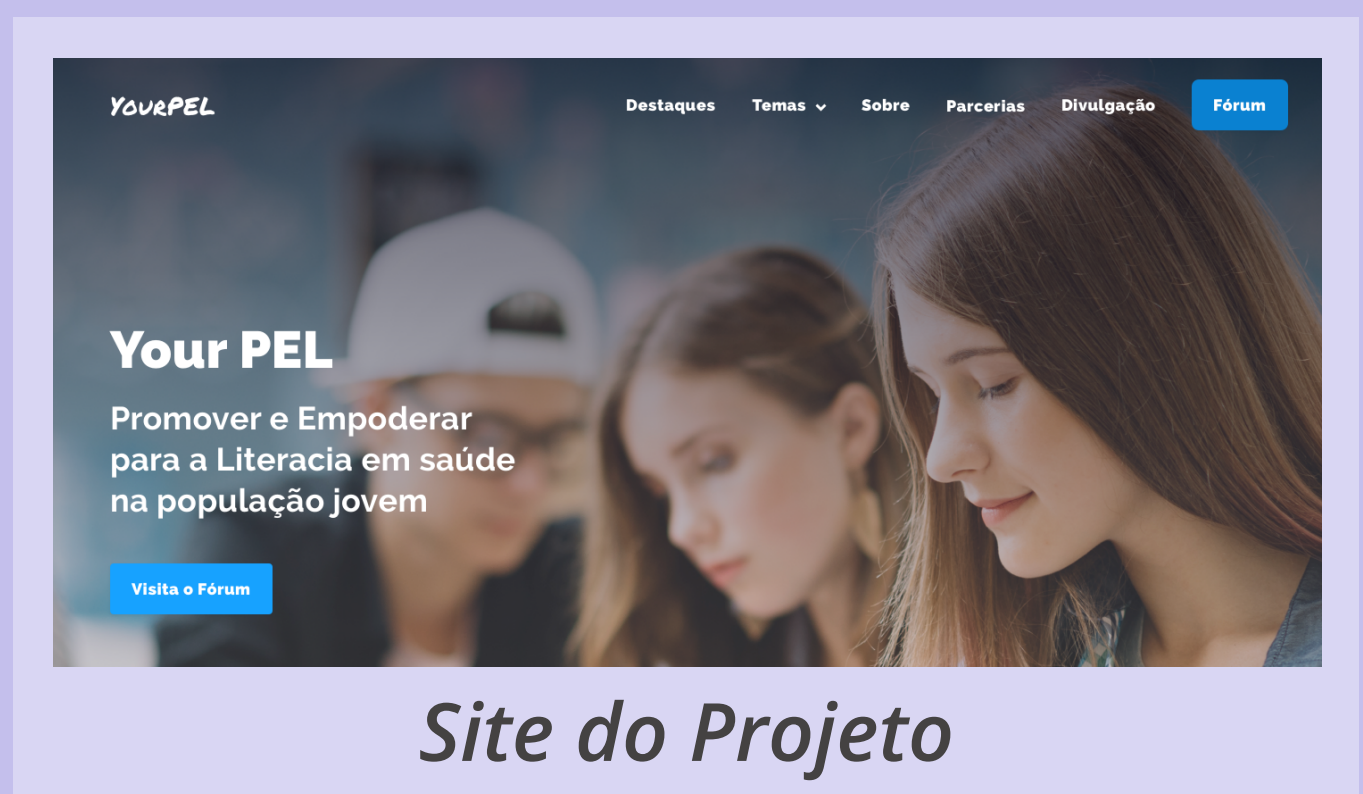 YourPEL
Destaques Temas Sobre Parcerias Divulgação Fórum
Your PEL
Promover e Empoderar
para a Literacia em saúde
na população jovem
Visita o Fórum
Site do Projeto